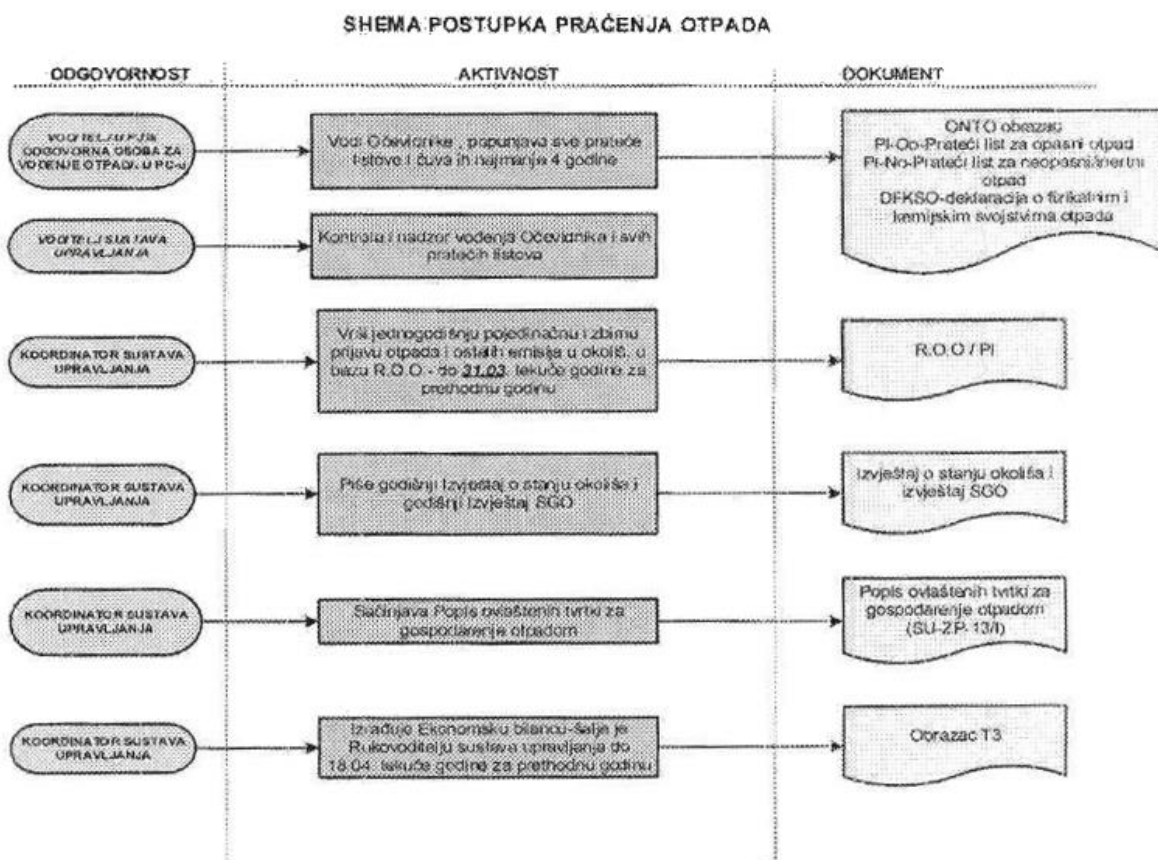 SHEMA POSTUPKA PRAĆENJA OTPADA
ODGOVORNOST
AKTIVNOST
DOKUMENT
ODGOVORNA OSOBA ZA
VOĐENJE OTPADA U PC-u
Vodi Očevidnike , popunjava sve prateće
listove i čuva ih najmanje 4 godine
ONTO obrazac
Pl-Oo-Prateći list za opasni otpad
Pl-No-Prateći list za neopasni/inertni
otpad
DFKSO-deklaracija o fizikalnim i
kemijskim svojstvima otpada
VODITELJ SUSTAVA
UPRAVLJANJA
Kontrola i nadzor vođenja Očevidnika i svih
pratećih listova
KOORDINATOR SUSTAVA
UPRAVLJANJA
Vrši jednogodišnju pojedinačnu i zbirnu
prijavu otpada i ostalih emisija u okoliš, u
bazu R.O.O.- do 31.03. tekuće godine za
prethodnu godinu
R.O.O / PI
KOORDINATOR SUSTAVA
UPRAVLJANJA
Piše godišnji Izvještaj o stanju okoliša i
godišnji Izvještaj SGO
Izvještaj o stanju okoliša i
izvještaj SGO
KOORDINATOR SUSTAVA
UPRAVLJANJA
Sačinjava Popis ovlaštenih tvrtki za
gospodarenje otpadom
Popis ovlaštenih tvrtki za
gospodarenje otpadom
(SU-ZP-13/I)
KOORDINATOR SUSTAVA
UPRAVLJANJA
Izrađuje Ekonomsku bilancu-šalje je
Rukovoditelju sustava upravljanja do
18.04. tekuće godine za prethodnu godinu
Obrazac T3